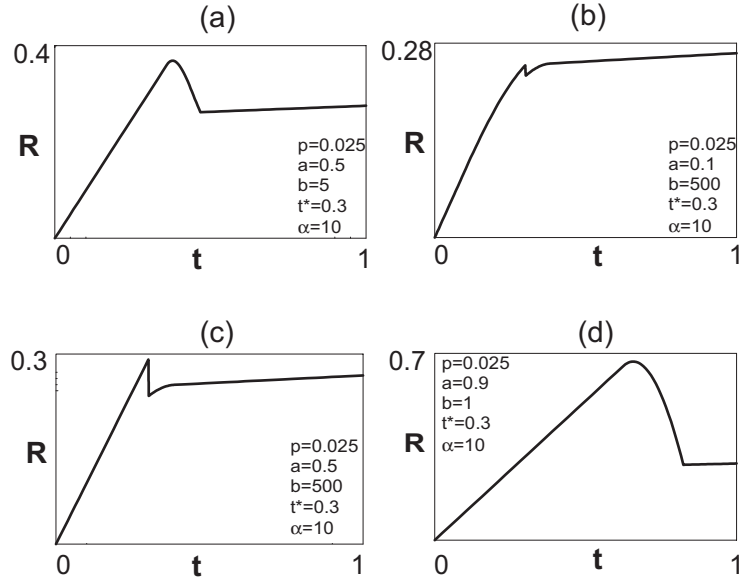 (a)
0.4
R
p=0.025
a=0.5
b=5
t*=0.3
α=10
0
t
1
(b)
0.28
R
p=0.025
a=0.1
b=500
t*=0.3
α=10
0
t
1
(c)
0.3
R
p=0.025
a=0.5
b=500
t*=0.3
α=10
0
t
1
(d)
0.7
p=0.025
a=0.9
b=1
t*=0.3
α=10
R
0
t
1